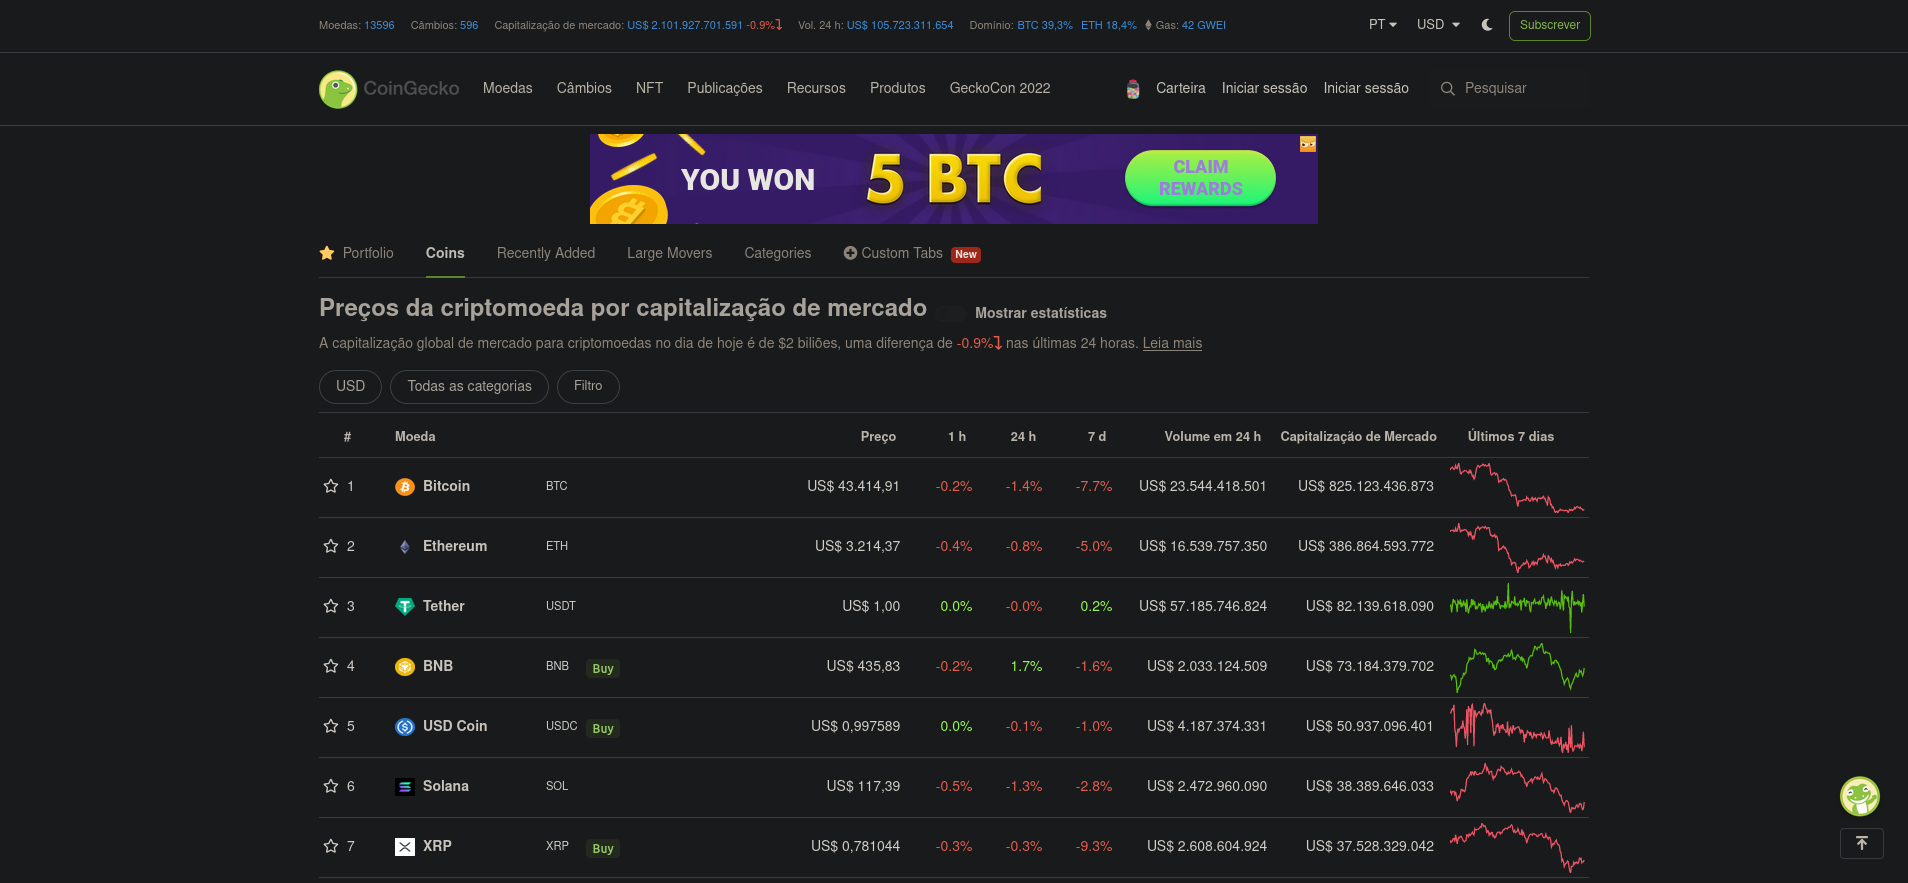 Moedas: 13596 Câmbios: 596 Capitalização de mercado: US$ 2.101.927.701.591 -0.9% Vol. 24 h: US$ 105.723.311.654 Domínio: BTC 39,3% ETH 18,4% Gas: 42 GWEI PT USD Subscrever
CoinGecko Moedas Câmbios NFT Publicações Recursos Produtos GeckoCon 2022 Carteira Iniciar sessão Iniciar sessão Pesquisar
YOU WON 5 BTC CLAIM
REWARDS
Portfolio Coins Recently Added Large Movers Categories Custom Tabs New
Preços da criptomoeda por capitalização de mercado Mostrar estatísticas
A capitalização global de mercado para criptomoedas no dia de hoje é de $2 biliões, uma diferença de -0.9% nas últimas 24 horas. Leia mais
USD Todas as categorias Filtro
# Moeda Preço 1 h 24 h 7 d Volume em 24 h Capitalização de Mercado Últimos 7 dias
1 Bitcoin BTC US$ 43.414,91 -0.2% -1.4% -7.7% US$ 23.544.418.501 US$ 825.123.436.873
2 Ethereum ETH US$ 3.214,37 -0.4% -0.8% -5.0% US$ 16.539.757.350 US$ 386.864.593.772
3 Tether USDT US$ 1,00 0.0% -0.0% 0.2% US$ 57.185.746.824 US$ 82.139.618.090
4 BNB BNB Buy US$ 435,83 -0.2% 1.7% -1.6% US$ 2.033.124.509 US$ 73.184.379.702
5 USD Coin USDC Buy US$ 0,997589 0.0% -0.1% -1.0% US$ 4.187.374.331 US$ 50.937.096.401
6 Solana SOL US$ 117,39 -0.5% -1.3% -2.8% US$ 2.472.960.090 US$ 38.389.646.033
7 XRP XRP Buy US$ 0,781044 -0.3% -0.3% -9.3% US$ 2.608.604.924 US$ 37.528.329.042